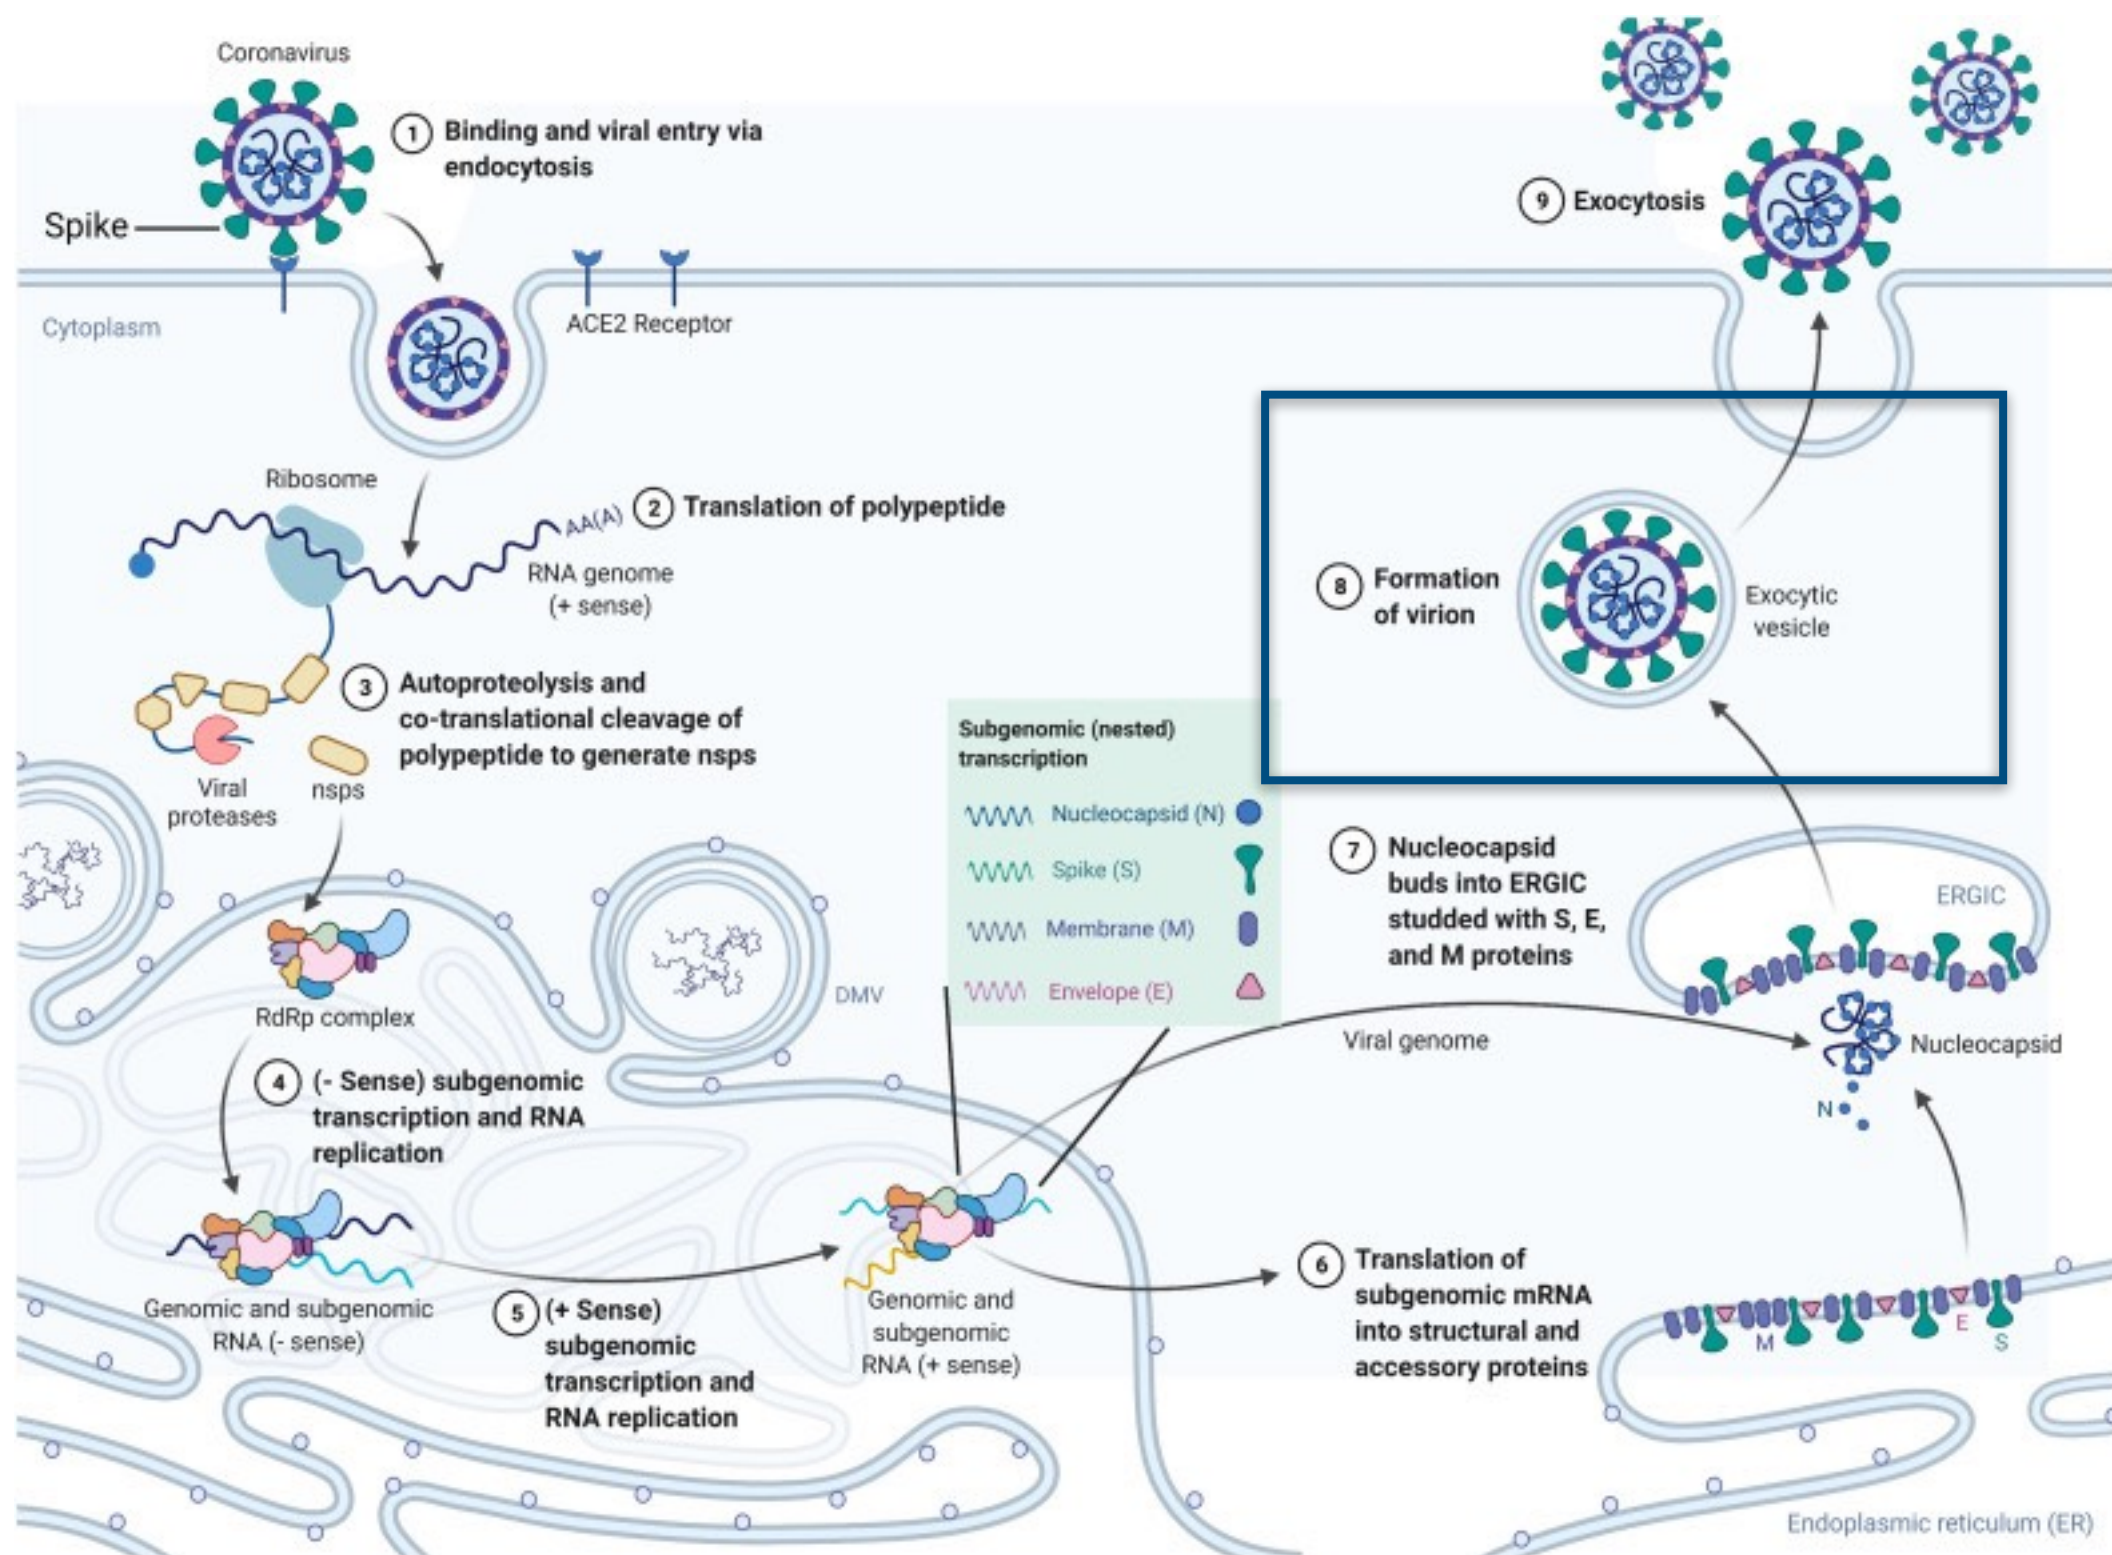 Coronavirus
1 Binding and viral entry via
endocytosis
Spike
Cytoplasm
ACE2 Receptor
9 Exocytosis
Ribosome
AA(A)
2 Translation of polypeptide
RNA genome
(+ sense)
3 Autoproteolysis and
co-translational cleavage of
polypeptide to generate nsps
Viral
proteases
nsps
8 Formation
of virion
Exocytic
vesicle
Subgenomic (nested)
transcription
Nucleocapsid (N)
Spike (S)
Membrane (M)
Envelope (E)
7 Nucleocapsid
buds into ERGIC
studded with S, E,
and M proteins
ERGIC
RdRp complex
DMV
Viral genome
Nucleocapsid
N
4 (- Sense) subgenomic
transcription and RNA
replication
Genomic and subgenomic
RNA (- sense)
5 (+ Sense)
subgenomic
transcription and
RNA replication
Genomic and
subgenomic
RNA (+ sense)
6 Translation of
subgenomic mRNA
into structural and
accessory proteins
M
E
S
Endoplasmic reticulum (ER)